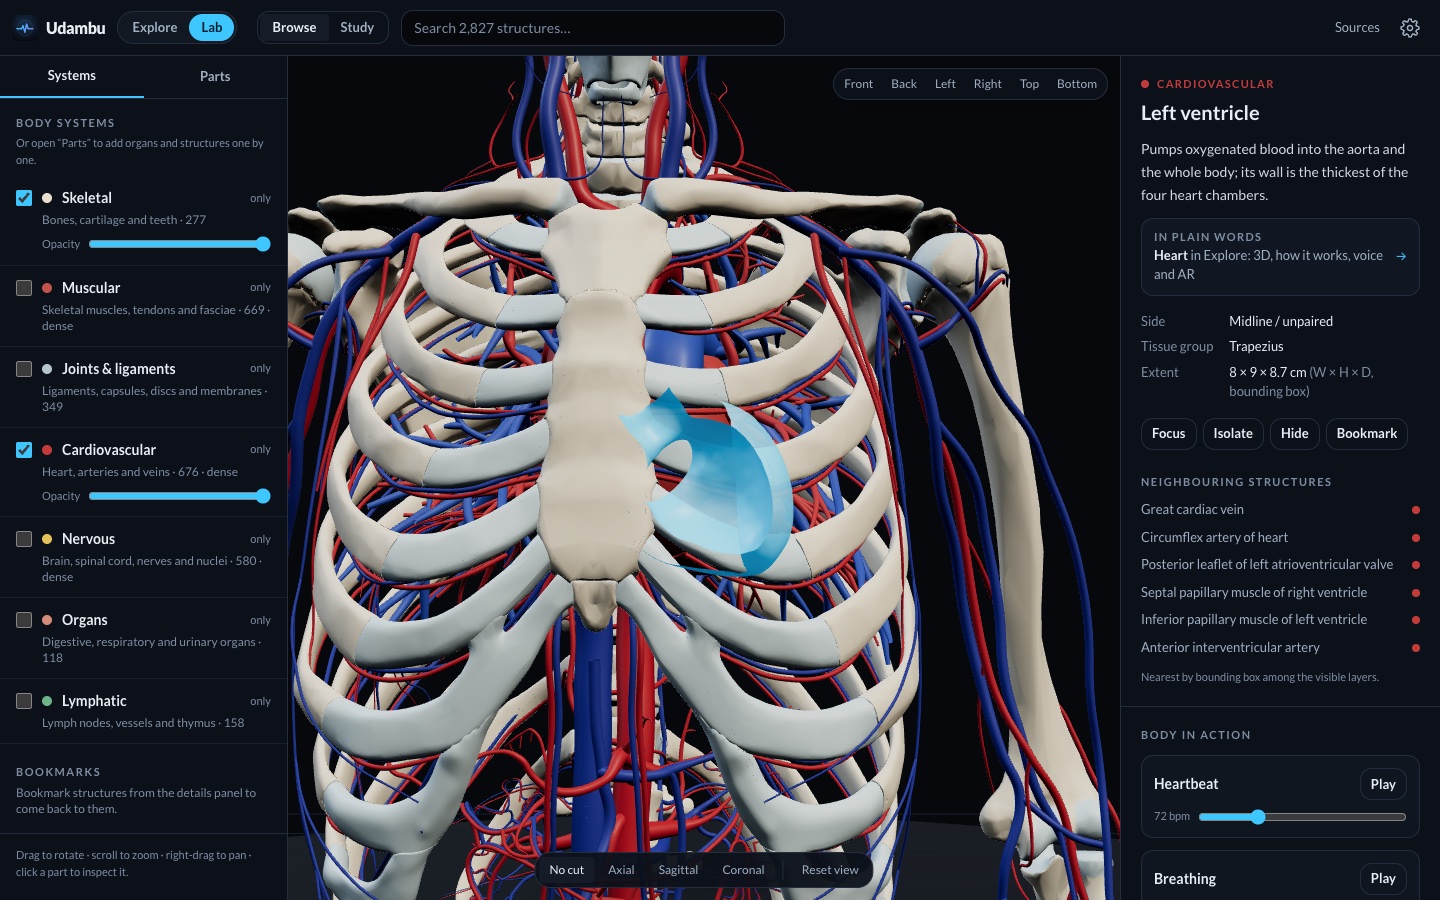 Udambu
Explore
Lab
Browse
Study
Search 2,827 structures...
Sources
Systems
Parts
BODY SYSTEMS
Or open “Parts” to add organs and structures one by
one.
Skeletal
only
Bones, cartilage and teeth · 277
Opacity
Muscular
only
Skeletal muscles, tendons and fasciae · 669 ·
dense
Joints & ligaments
only
Ligaments, capsules, discs and membranes ·
349
Cardiovascular
only
Heart, arteries and veins · 676 · dense
Opacity
Nervous
only
Brain, spinal cord, nerves and nuclei · 580 ·
dense
Organs
only
Digestive, respiratory and urinary organs ·
118
Lymphatic
only
Lymph nodes, vessels and thymus · 158
BOOKMARKS
Bookmark structures from the details panel to
come back to them.
Drag to rotate · scroll to zoom · right-drag to pan ·
click a part to inspect it.
Front
Back
Left
Right
Top
Bottom
No cut
Axial
Sagittal
Coronal
Reset view
CARDIOVASCULAR
Left ventricle
Pumps oxygenated blood into the aorta and
the whole body; its wall is the thickest of the
four heart chambers.
IN PLAIN WORDS
Heart in Explore: 3D, how it works, voice
and AR
→
Side
Midline / unpaired
Tissue group
Trapezius
Extent
8 × 9 × 8.7 cm (W × H × D,
bounding box)
Focus
Isolate
Hide
Bookmark
NEIGHBOURING STRUCTURES
Great cardiac vein
Circumflex artery of heart
Posterior leaflet of left atrioventricular valve
Septal papillary muscle of right ventricle
Inferior papillary muscle of left ventricle
Anterior interventricular artery
Nearest by bounding box among the visible layers.
BODY IN ACTION
Heartbeat
Play
72 bpm
Breathing
Play